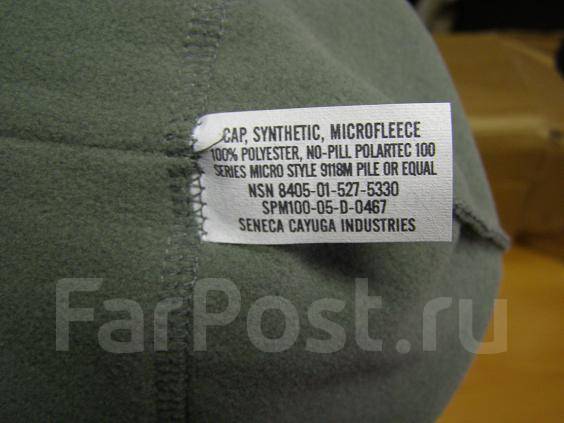 CAP, SYNTHETIC, MICROFLEECE
100% POLYESTER, NO-PILL POLARTEC 100
SERIES MICRO STYLE 9118M PILE OR EQUAL
NSN 8405-01-527-5330
SPM100-05-D-0467
SENECA CAYUGA INDUSTRIES
FarPost.ru